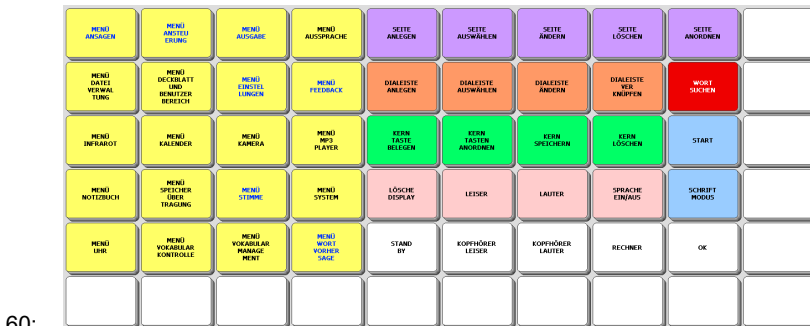 MENÜ
ANSAGEN
MENÜ
ANSTEU
ERUNG
MENÜ
AUSGABE
MENÜ
AUSSPRACHE
SEITE
ANLEGEN
SEITE
AUSWÄHLEN
SEITE
ÄNDERN
SEITE
LÖSCHEN
SEITE
ANORDNEN
MENÜ
DATEI
VERWAL
TUNG
MENÜ
DECKBLATT
UND
BENUTZER
BEREICH
MENÜ
EINSTEL
LUNGEN
MENÜ
FEEDBACK
DIALEISTE
ANLEGEN
DIALEISTE
AUSWÄHLEN
DIALEISTE
ÄNDERN
DIALEISTE
VER
KNÜPFEN
WORT
SUCHEN
MENÜ
INFRAROT
MENÜ
KALENDER
MENÜ
KAMERA
MENÜ
MP3
PLAYER
KERN
TASTE
BELEGEN
KERN
TASTEN
ANORDNEN
KERN
SPEICHERN
KERN
LÖSCHEN
START
MENÜ
NOTIZBUCH
MENÜ
SPEICHER
ÜBER
TRAGUNG
MENÜ
STIMME
MENÜ
SYSTEM
LÖSCHE
DISPLAY
LEISER
LAUTER
SPRACHE
EIN/AUS
SCHRIFT
MODUS
MENÜ
UHR
MENÜ
VOKABULAR
KONTROLLE
MENÜ
VOKABULAR
MANAGE
MENT
MENÜ
WORT
VORHER
SAGE
STAND
BY
KOPFHÖRER
LEISER
KOPFHÖRER
LAUTER
RECHNER
OK
60: